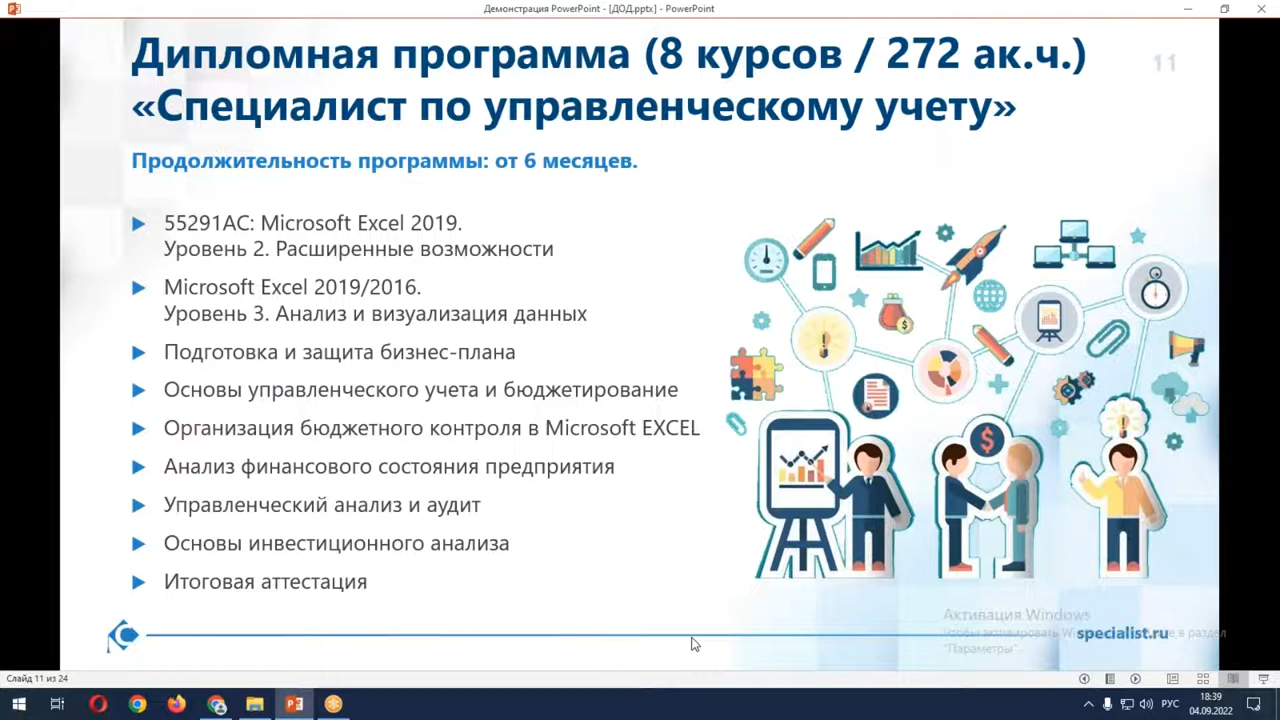 Демонстрация PowerPoint - [ДОД.pptx] - PowerPoint
Дипломная программа (8 курсов / 272 ак.ч.)
11
«Специалист по управленческому учету»
Продолжительность программы: от 6 месяцев.
55291AC: Microsoft Excel 2019.
Уровень 2. Расширенные возможности
Microsoft Excel 2019/2016.
Уровень 3. Анализ и визуализация данных
Подготовка и защита бизнес-плана
Основы управленческого учета и бюджетирование
Организация бюджетного контроля в Microsoft EXCEL
Анализ финансового состояния предприятия
Управленческий анализ и аудит
Основы инвестиционного анализа
Итоговая аттестация
Активация Windows
Чтобы активировать в раздел
specialist.ru
"Параметры".
Слайд 11 из 24
РУС
18:39
04.09.2022